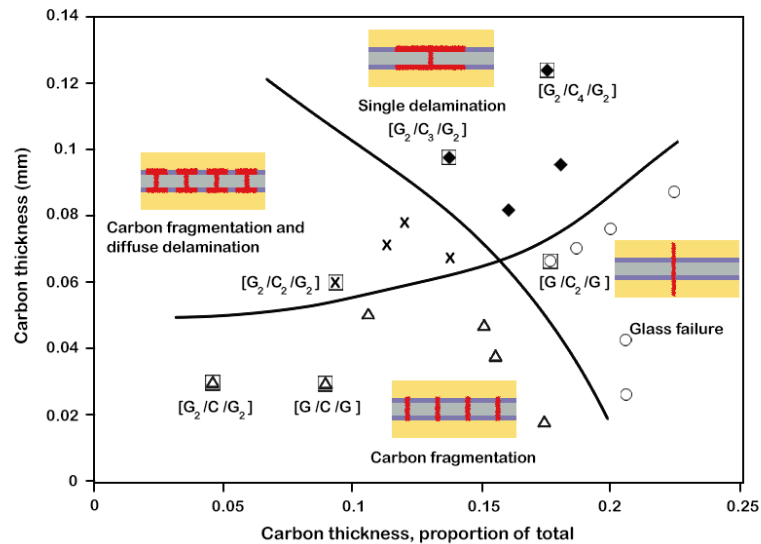 0.14
0.12
0.1
0.08
0.06
0.04
0.02
0
Carbon thickness (mm)
Single delamination
[G₂/C₃/G₂]
[G₂/C₄/G₂]
Carbon fragmentation and
diffuse delamination
[G₂/C₂/G₂]
[G/C₂/G]
Glass failure
[G₂/C/G₂]
[G/C/G]
Carbon fragmentation
0
0.05
0.1
0.15
0.2
0.25
Carbon thickness, proportion of total